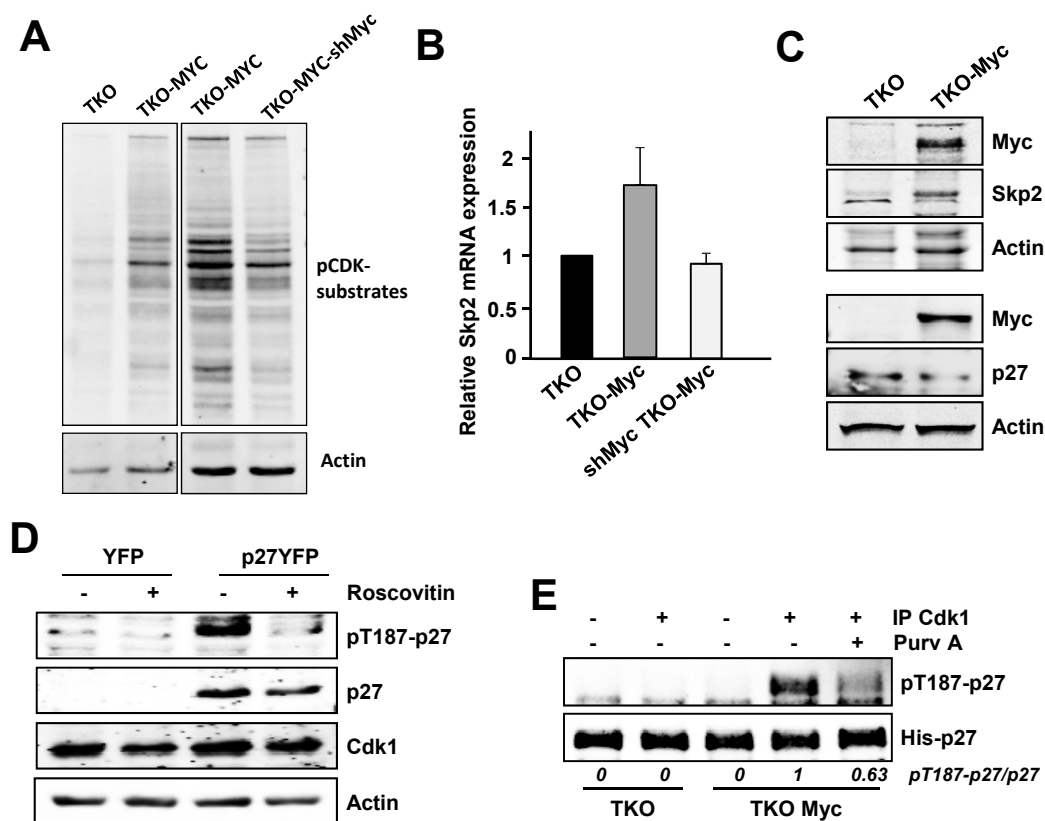 A
TKO
TKO-MYC
TKO-MYC
TKO-MYC-shMyc
pCDK-
substrates
Actin
B
Relative Skp2 mRNA expression
2
1.5
1
0.5
0
TKO
TKO-Myc
shMyc TKO-Myc
C
TKO
TKO-Myc
Myc
Skp2
Actin
Myc
p27
Actin
D
YFP p27YFP
- + - + Roscovitin
pT187-p27
p27
Cdk1
Actin
E
- + - + + IP Cdk1
- - - - + Purv A
pT187-p27
His-p27
0 0 0 1 0.63 pT187-p27/p27
TKO TKO Myc